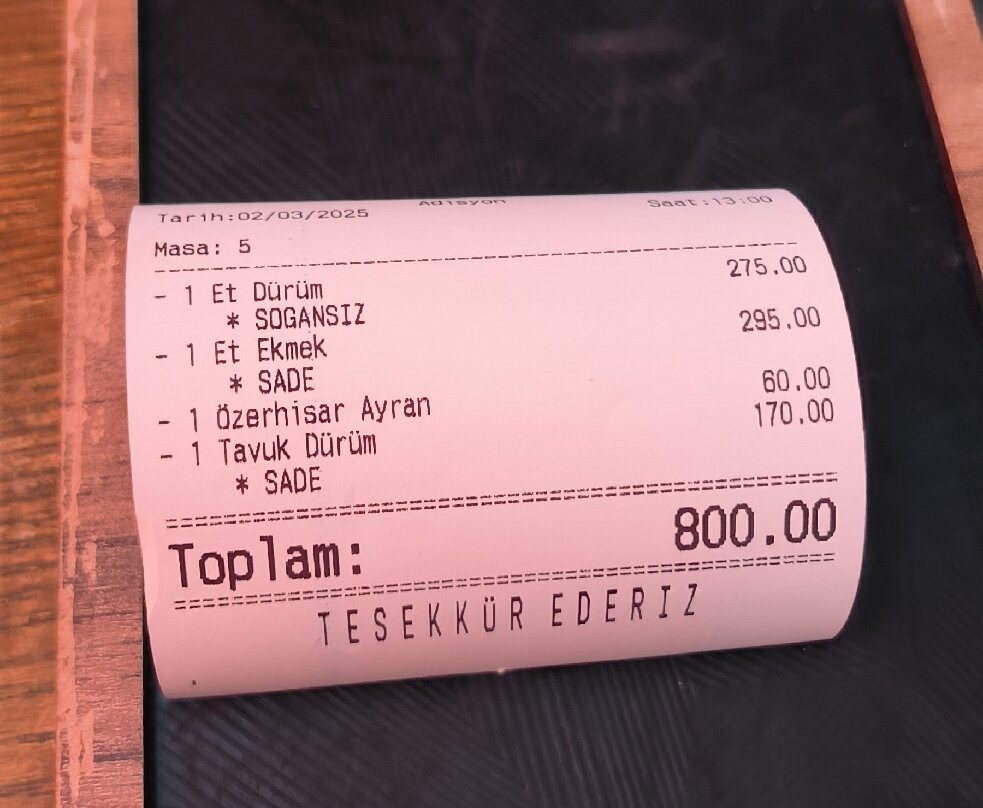 Adisyon
Tarih:02/03/2025 Saat:13:00
Masa: 5
- 1 Et Dürüm 275.00
* SOGANSIZ
- 1 Et Ekmek 295.00
* SADE
- 1 Özerhisar Ayran 60.00
- 1 Tavuk Dürüm 170.00
* SADE
Toplam: 800.00
TESEKKÜR EDERIZ